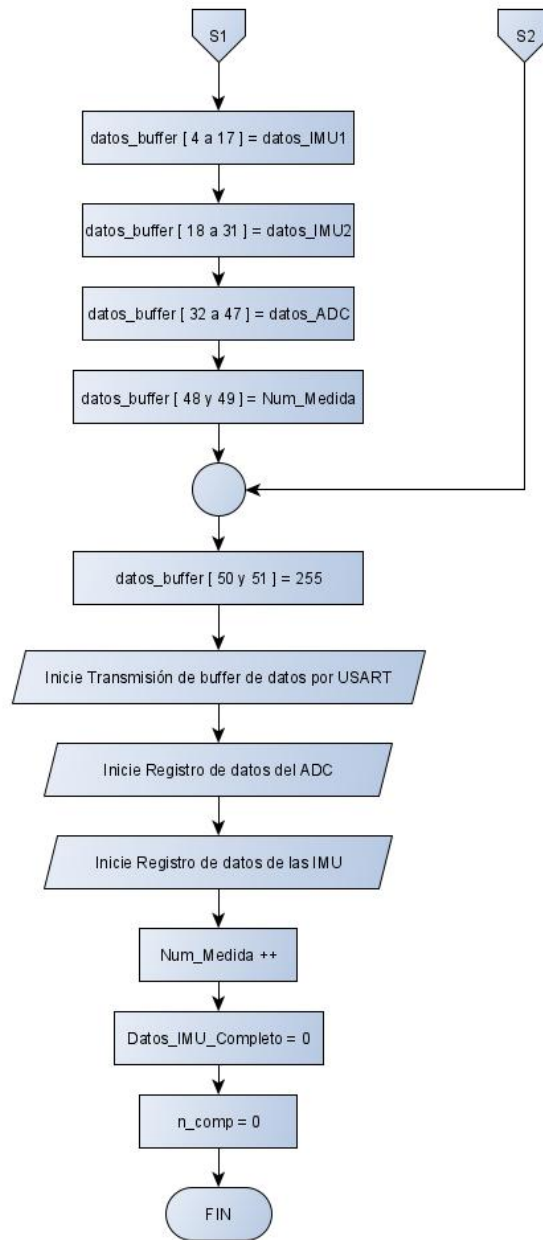 S1
S2
datos_buffer [ 4 a 17 ] = datos_IMU1
datos_buffer [ 18 a 31 ] = datos_IMU2
datos_buffer [ 32 a 47 ] = datos_ADC
datos_buffer [ 48 y 49 ] = Num_Medida
datos_buffer [ 50 y 51 ] = 255
Inicie Transmisión de buffer de datos por USART
Inicie Registro de datos del ADC
Inicie Registro de datos de las IMU
Num_Medida ++
Datos_IMU_Completo = 0
n_comp = 0
FIN